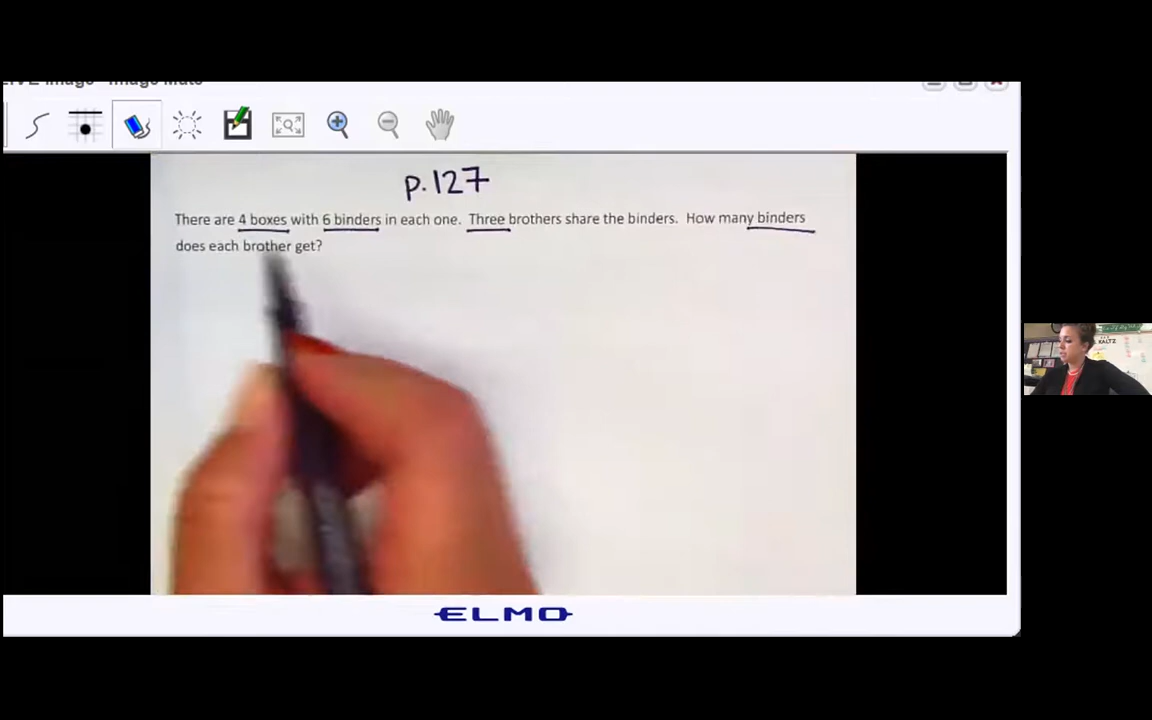 p.127
There are 4 boxes with 6 binders in each one. Three brothers share the binders. How many binders
does each brother get?
ELMO